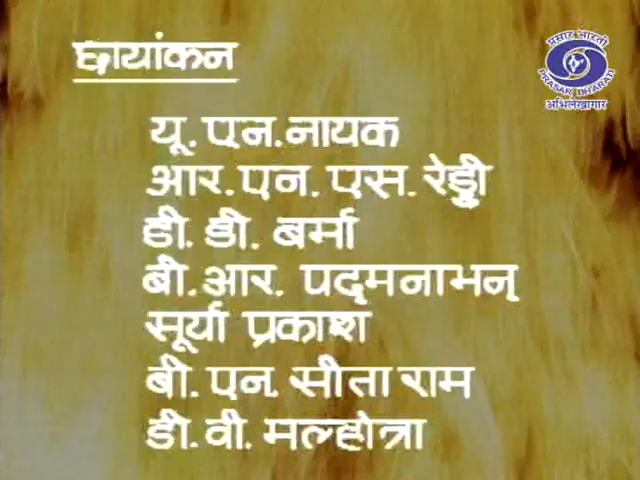 छायांकन
प्रसार भारती
PRASAR BHARATI
अभिलेखागार
यू. एन. नायक
आर. एन. एस. रेड्डी
डी. डी. बर्मा
बी. आर. पद्मनाभन्
सूर्या प्रकाश
बी. एन. सीता राम
डी. वी. मल्होत्रा